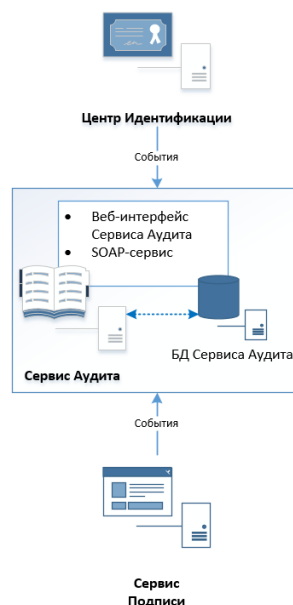 Центр Идентификации
События
• Веб-интерфейс
Сервиса Аудита
• SOAP-сервис
БД Сервиса Аудита
Сервис Аудита
События
Сервис
Подписи